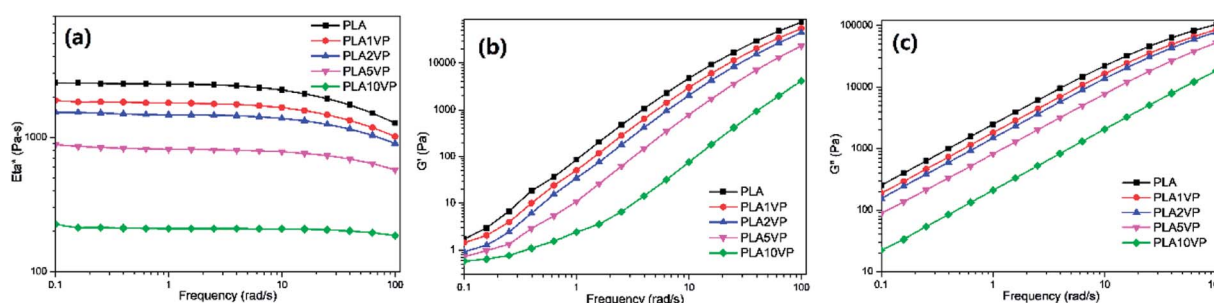 (a)
PLA
PLA1VP
PLA2VP
PLA5VP
PLA10VP
Eta* (Pa-s)
1000
100
0.1
1
10
100
Frequency (rad/s)
(b)
PLA
PLA1VP
PLA2VP
PLA5VP
PLA10VP
G' (Pa)
10000
1000
100
10
1
0.1
1
10
100
Frequency (rad/s)
(c)
PLA
PLA1VP
PLA2VP
PLA5VP
PLA10VP
G" (Pa)
100000
10000
1000
100
10
0.1
1
10
Frequency (rad/s)